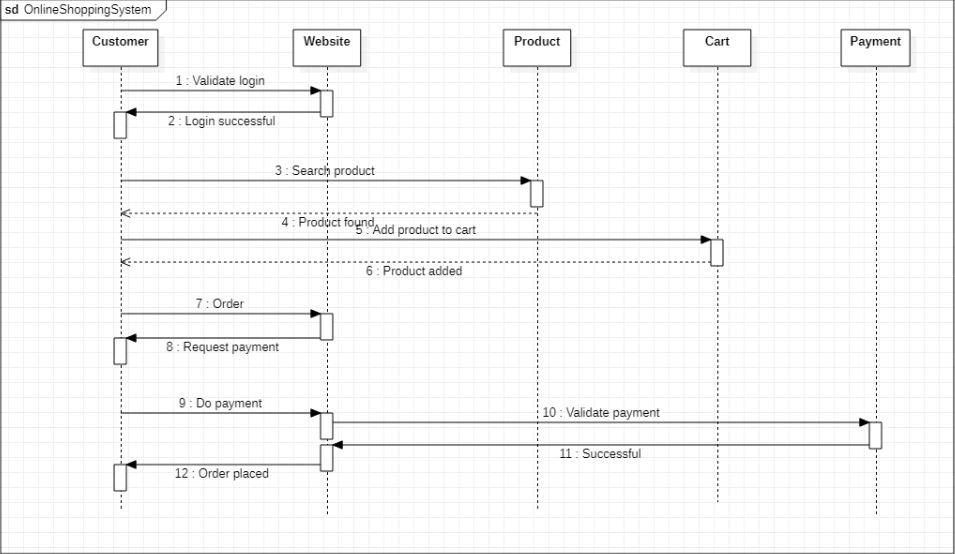 sd OnlineShoppingSystem
Customer Website Product Cart Payment
1 : Validate login
2 : Login successful
3 : Search product
4 : Product found
5 : Add product to cart
6 : Product added
7 : Order
8 : Request payment
9 : Do payment
10 : Validate payment
11 : Successful
12 : Order placed